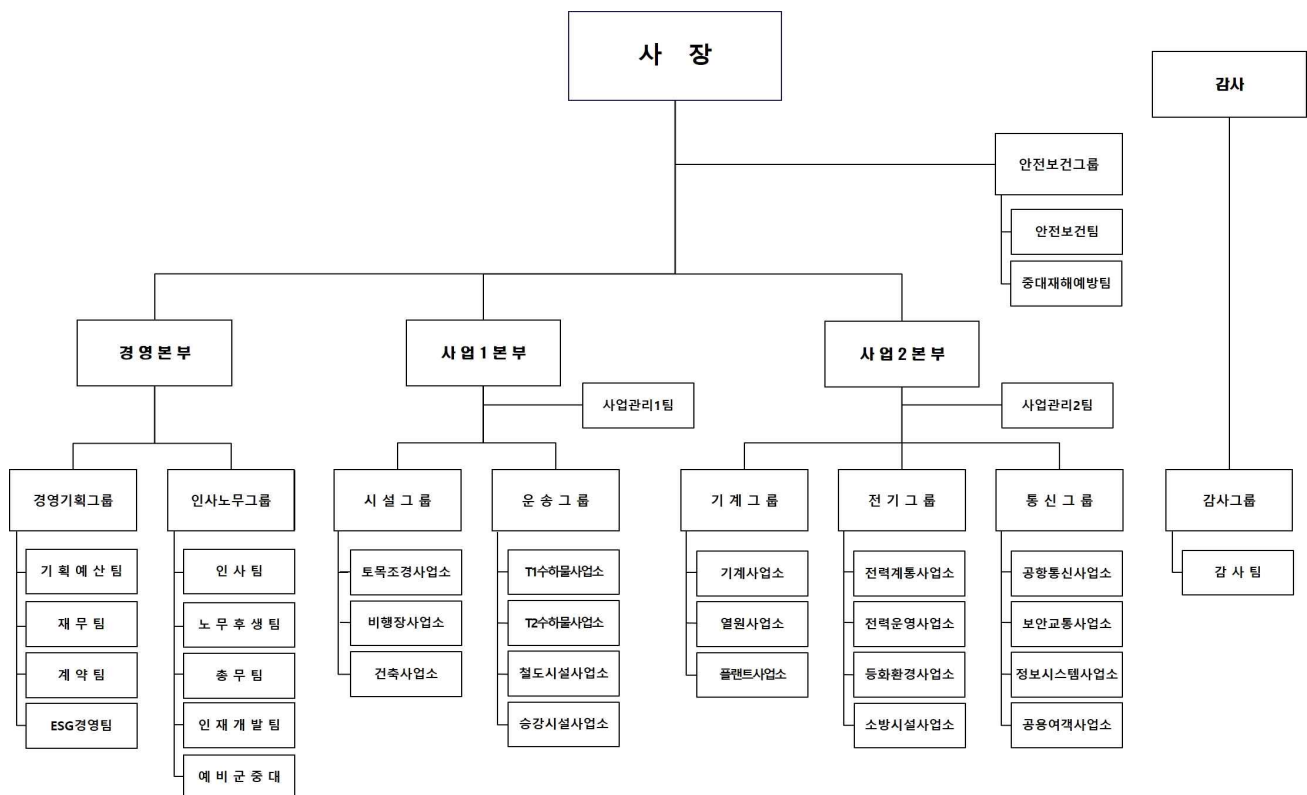 사 장
감사
안전보건그룹
안전보건팀
중대재해예방팀
경 영 본 부
사 업 1 본 부
사 업 2 본 부
사업관리1팀
사업관리2팀
경영기획그룹
인사노무그룹
시 설 그 룹
운 송 그 룹
기 계 그 룹
전 기 그 룹
통 신 그 룹
감사그룹
기 획 예 산 팀
인 사 팀
토목조경사업소
T1수하물사업소
기계사업소
전력계통사업소
공항통신사업소
감 사 팀
재 무 팀
노 무 후 생 팀
비행장사업소
T2수하물사업소
열원사업소
전력운영사업소
보안교통사업소
계 약 팀
총 무 팀
건축사업소
철도시설사업소
플랜트사업소
등화환경사업소
정보시스템사업소
ESG경영팀
인 재 개 발 팀
승강시설사업소
소방시설사업소
공용여객사업소
예 비 군 중 대